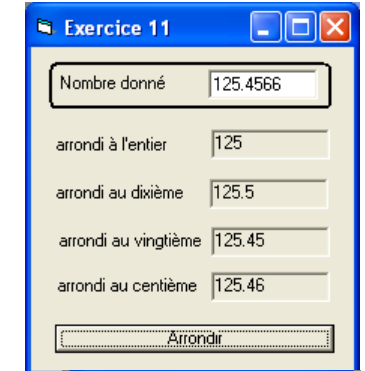 Exercice 11
Nombre donné 125.4566
arrondi à l'entier 125
arrondi au dixième 125.5
arrondi au vingtième 125.45
arrondi au centième 125.46
Arrondir